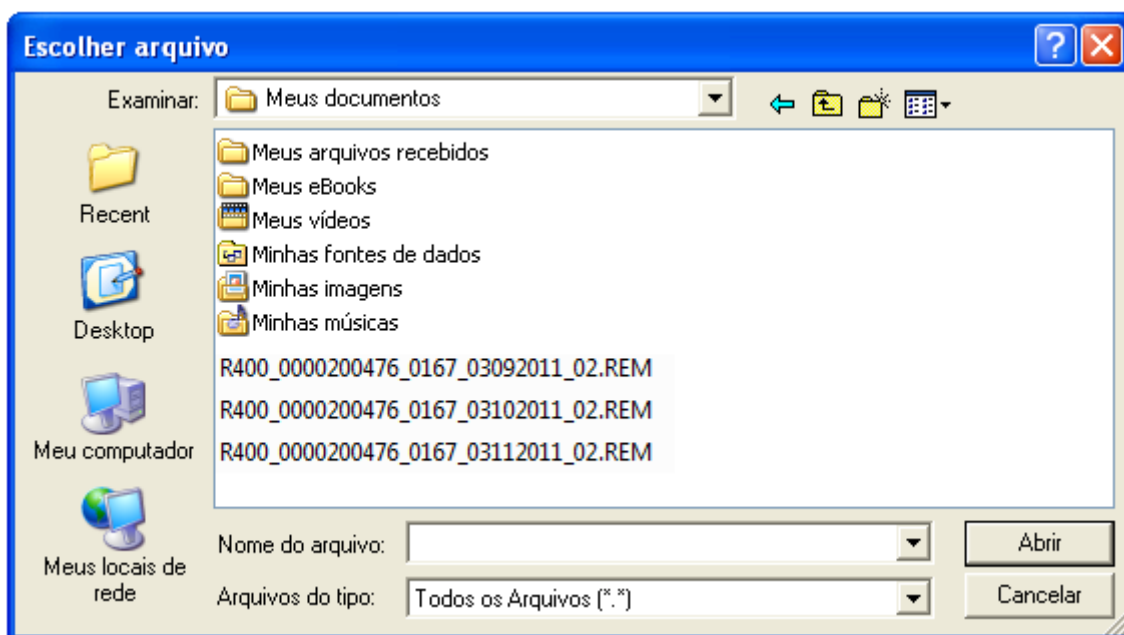 Escolher arquivo
Examinar: Meus documentos
Recent
Desktop
Meu computador
Meus locais de
rede
Meus arquivos recebidos
Meus eBooks
Meus vídeos
Minhas fontes de dados
Minhas imagens
Minhas músicas
R400_0000200476_0167_03092011_02.REM
R400_0000200476_0167_03102011_02.REM
R400_0000200476_0167_03112011_02.REM
Nome do arquivo:
Abrir
Arquivos do tipo: Todos os Arquivos (*.*)
Cancelar